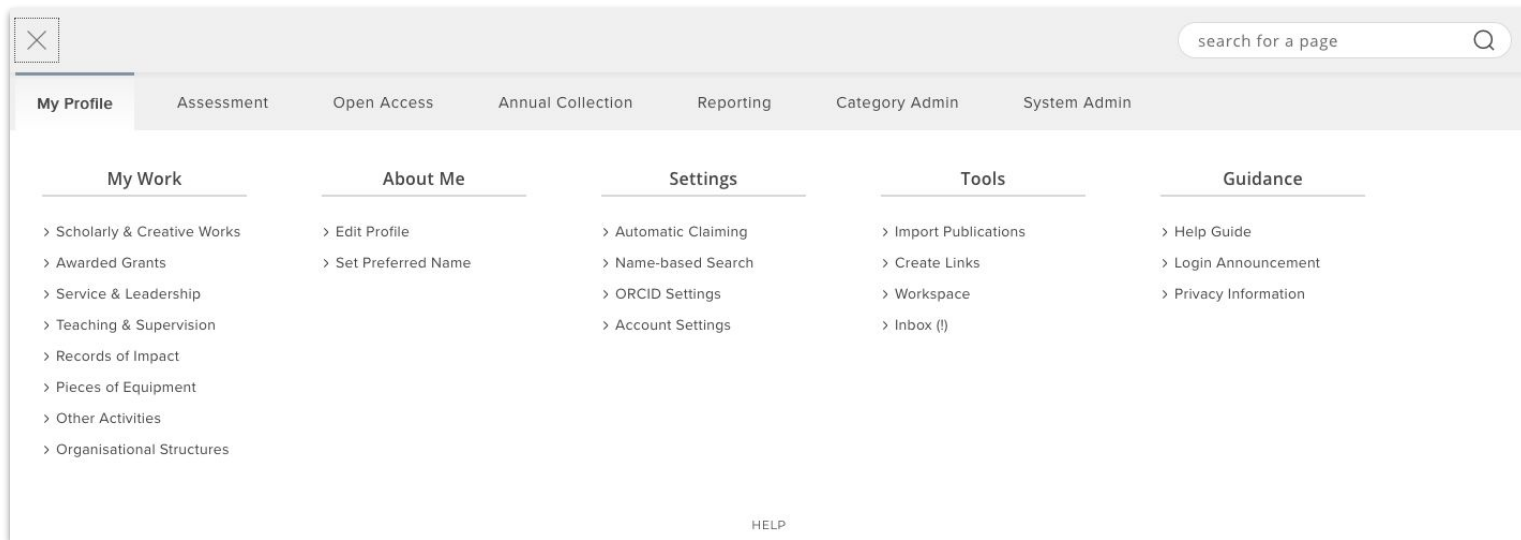 search for a page
My Profile Assessment Open Access Annual Collection Reporting Category Admin System Admin
My Work
> Scholarly & Creative Works
> Awarded Grants
> Service & Leadership
> Teaching & Supervision
> Records of Impact
> Pieces of Equipment
> Other Activities
> Organisational Structures
About Me
> Edit Profile
> Set Preferred Name
Settings
> Automatic Claiming
> Name-based Search
> ORCID Settings
> Account Settings
Tools
> Import Publications
> Create Links
> Workspace
> Inbox (!)
Guidance
> Help Guide
> Login Announcement
> Privacy Information
HELP